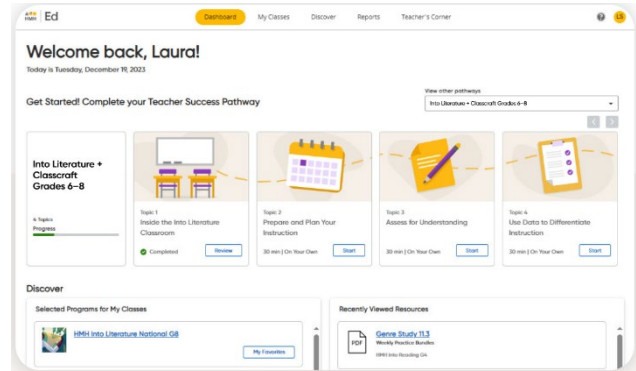 HMH Ed
Dashboard
My Classes
Discover
Reports
Teacher's Corner
LS
Welcome back, Laura!
Today is Tuesday, December 19, 2023
Get Started! Complete your Teacher Success Pathway
View other pathways
Into Literature + Classcraft Grades 6-8
Into Literature +
Classcraft
Grades 6–8
4 Topics
Progress
Topic 1
Inside the Into Literature
Classroom
Completed
Review
Topic 2
Prepare and Plan Your
Instruction
30 min | On Your Own
Start
Topic 3
Assess for Understanding
30 min | On Your Own
Start
Topic 4
Use Data to Differentiate
Instruction
30 min | On Your Own
Start
Discover
Selected Programs for My Classes
HMH Into Literature National G8
My Favorites
Recently Viewed Resources
PDF
Genre Study 11.3
Weekly Practice Bundles
HMH Into Reading G4